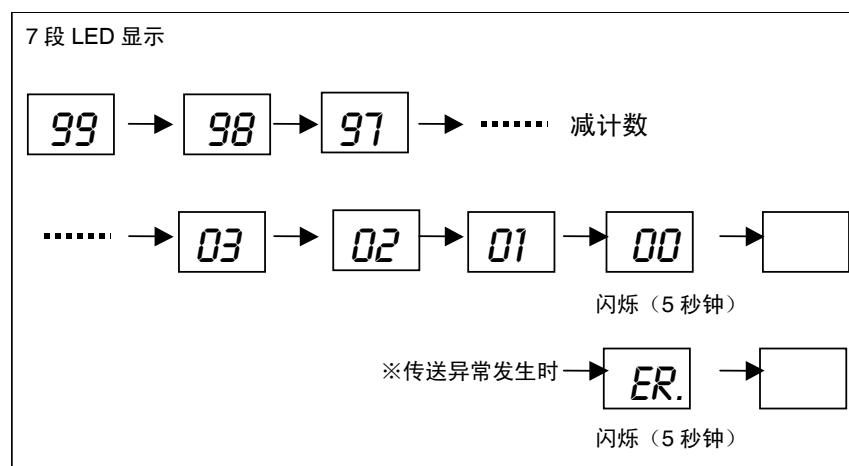 7 段 LED 显示
99 98 97 ······· 减计数
······· 03 02 01 00
闪烁（5 秒钟）
※传送异常发生时 ER.
闪烁（5 秒钟）